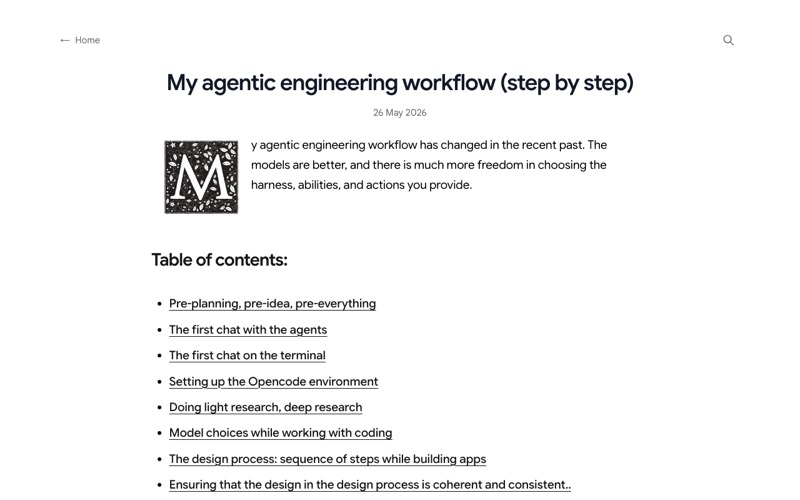 ← Home
My agentic engineering workflow (step by step)
26 May 2026
My agentic engineering workflow has changed in the recent past. The
models are better, and there is much more freedom in choosing the
harness, abilities, and actions you provide.
Table of contents:
• Pre-planning, pre-idea, pre-everything
• The first chat with the agents
• The first chat on the terminal
• Setting up the Opencode environment
• Doing light research, deep research
• Model choices while working with coding
• The design process: sequence of steps while building apps
• Ensuring that the design in the design process is coherent and consistent..